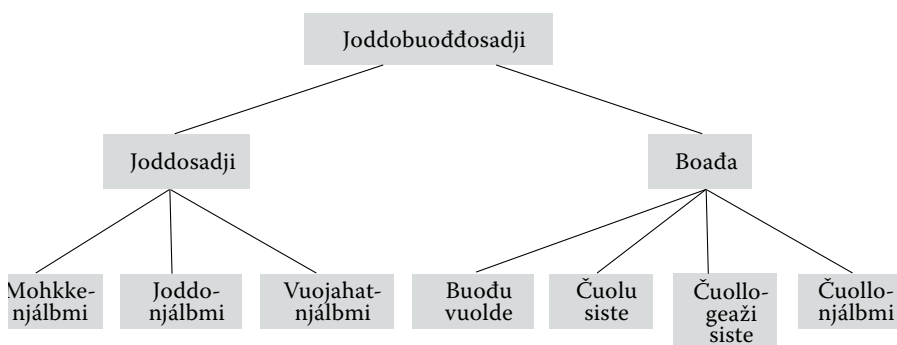 Joddobuođđosadji
Joddosadji
Boađa
Mohkke-
njálbmi
Joddo-
njálbmi
Vuojahat-
njálbmi
Buođu
vuolde
Čuolu
siste
Čuollo-
geaži
siste
Čuollo-
njálbmi